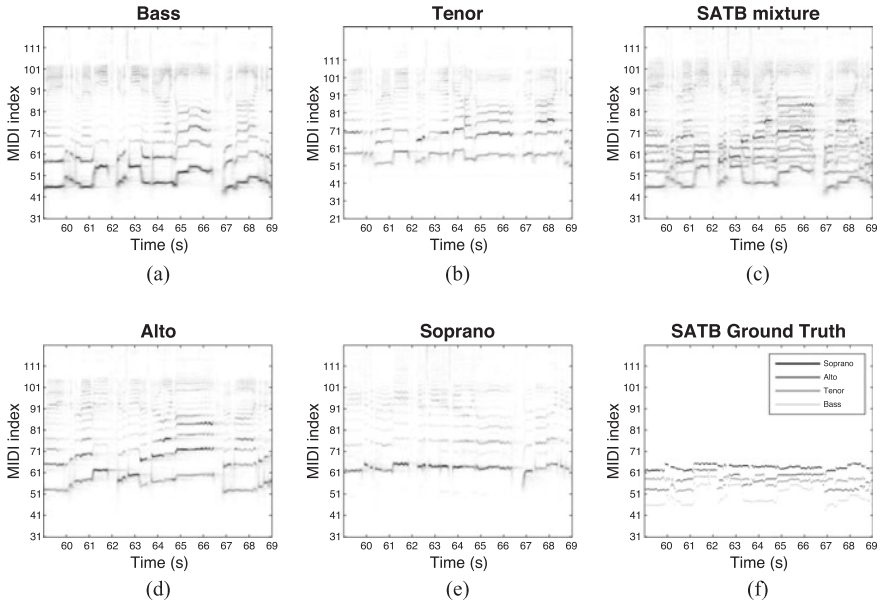 Bass
MIDI index
111
101
91
81
71
61
51
41
31
60 61 62 63 64 65 66 67 68 69
Time (s)
(a)
Tenor
MIDI index
111
101
91
81
71
61
51
41
31
21
60 61 62 63 64 65 66 67 68 69
Time (s)
(b)
SATB mixture
MIDI index
111
101
91
81
71
61
51
41
31
60 61 62 63 64 65 66 67 68 69
Time (s)
(c)
Alto
MIDI index
111
101
91
81
71
61
51
41
31
60 61 62 63 64 65 66 67 68 69
Time (s)
(d)
Soprano
MIDI index
111
101
91
81
71
61
51
41
31
60 61 62 63 64 65 66 67 68 69
Time (s)
(e)
SATB Ground Truth
MIDI index
111
101
91
81
71
61
51
41
31
Soprano
Alto
Tenor
Bass
60 61 62 63 64 65 66 67 68 69
Time (s)
(f)